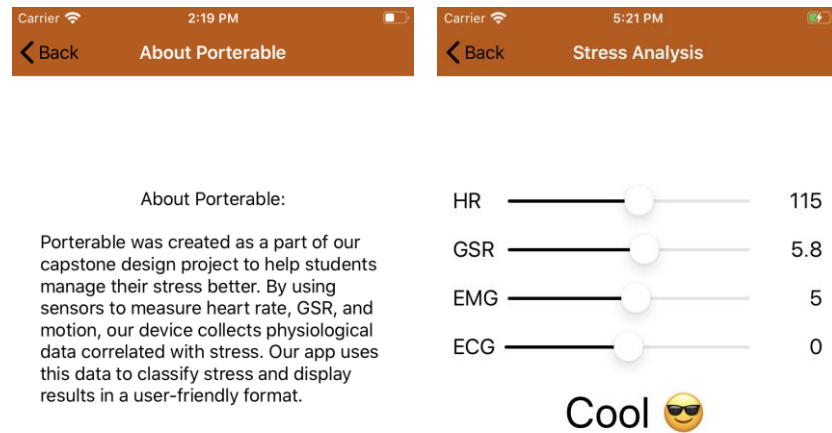 Carrier 2:19 PM
Back About Porterable
About Porterable:
Porterable was created as a part of our
capstone design project to help students
manage their stress better. By using
sensors to measure heart rate, GSR, and
motion, our device collects physiological
data correlated with stress. Our app uses
this data to classify stress and display
results in a user-friendly format.
Carrier 5:21 PM
Back Stress Analysis
HR 115
GSR 5.8
EMG 5
ECG 0
Cool 😎